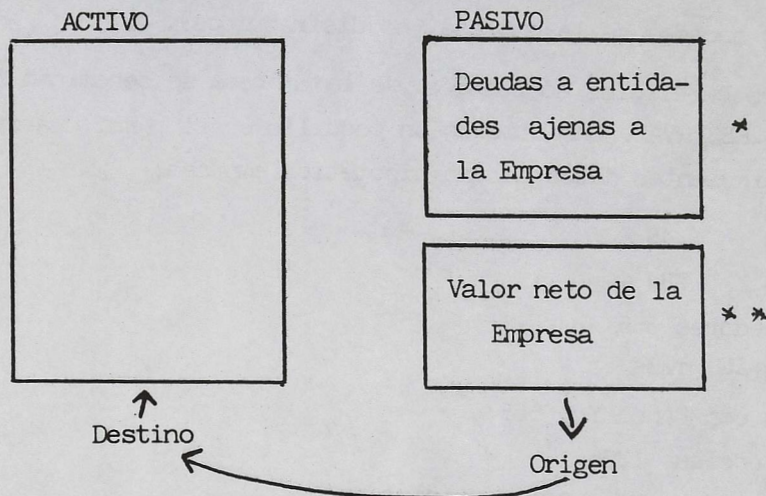 ACTIVO
PASIVO
Deudas a entida-
des ajenas a
la Empresa
*
Valor neto de la
Empresa
* *
Destino
Origen